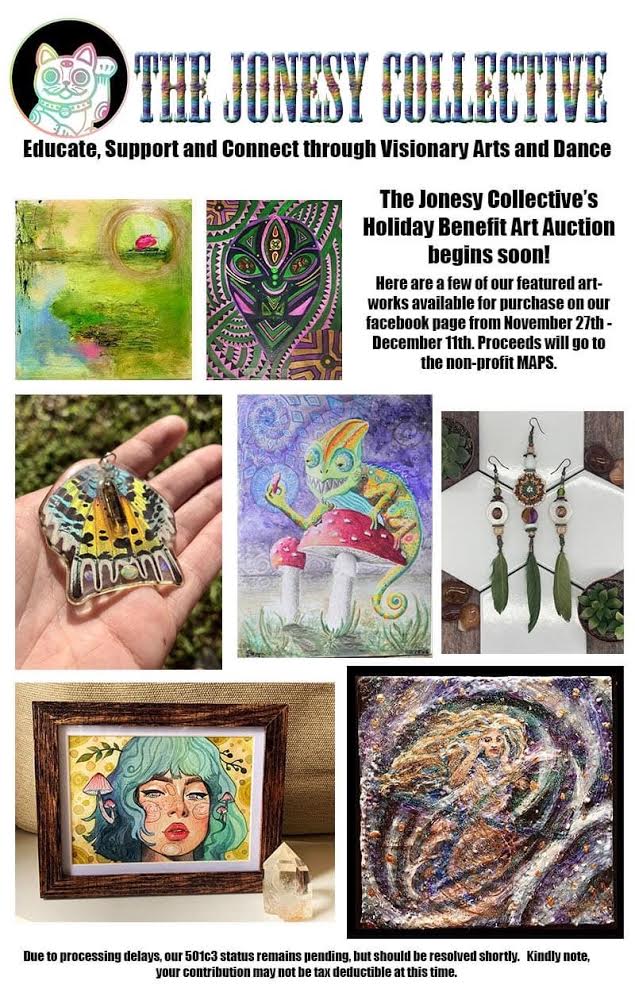 THE JONESY COLLECTIVE
Educate, Support and Connect through Visionary Arts and Dance
The Jonesy Collective's
Holiday Benefit Art Auction
begins soon!
Here are a few of our featured art-
works available for purchase on our
facebook page from November 27th -
December 11th. Proceeds will go to
the non-profit MAPS.
Due to processing delays, our 501c3 status remains pending, but should be resolved shortly. Kindly note,
your contribution may not be tax deductible at this time.